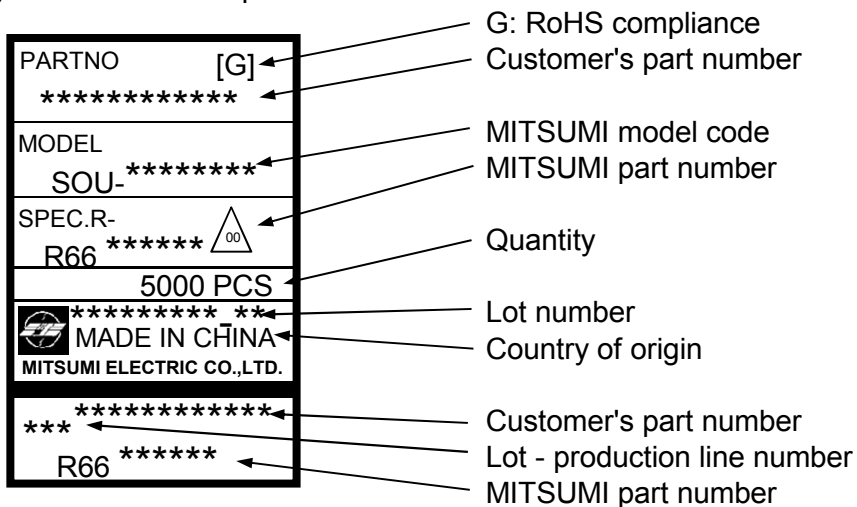 PARTNO [G]
************
MODEL
SOU-********
SPEC.R-
R66 ****** 00
5000 PCS
*********-**
MADE IN CHINA
MITSUMI ELECTRIC CO.,LTD.
************
***
R66 ******
G: RoHS compliance
Customer's part number
MITSUMI model code
MITSUMI part number
Quantity
Lot number
Country of origin
Customer's part number
Lot - production line number
MITSUMI part number